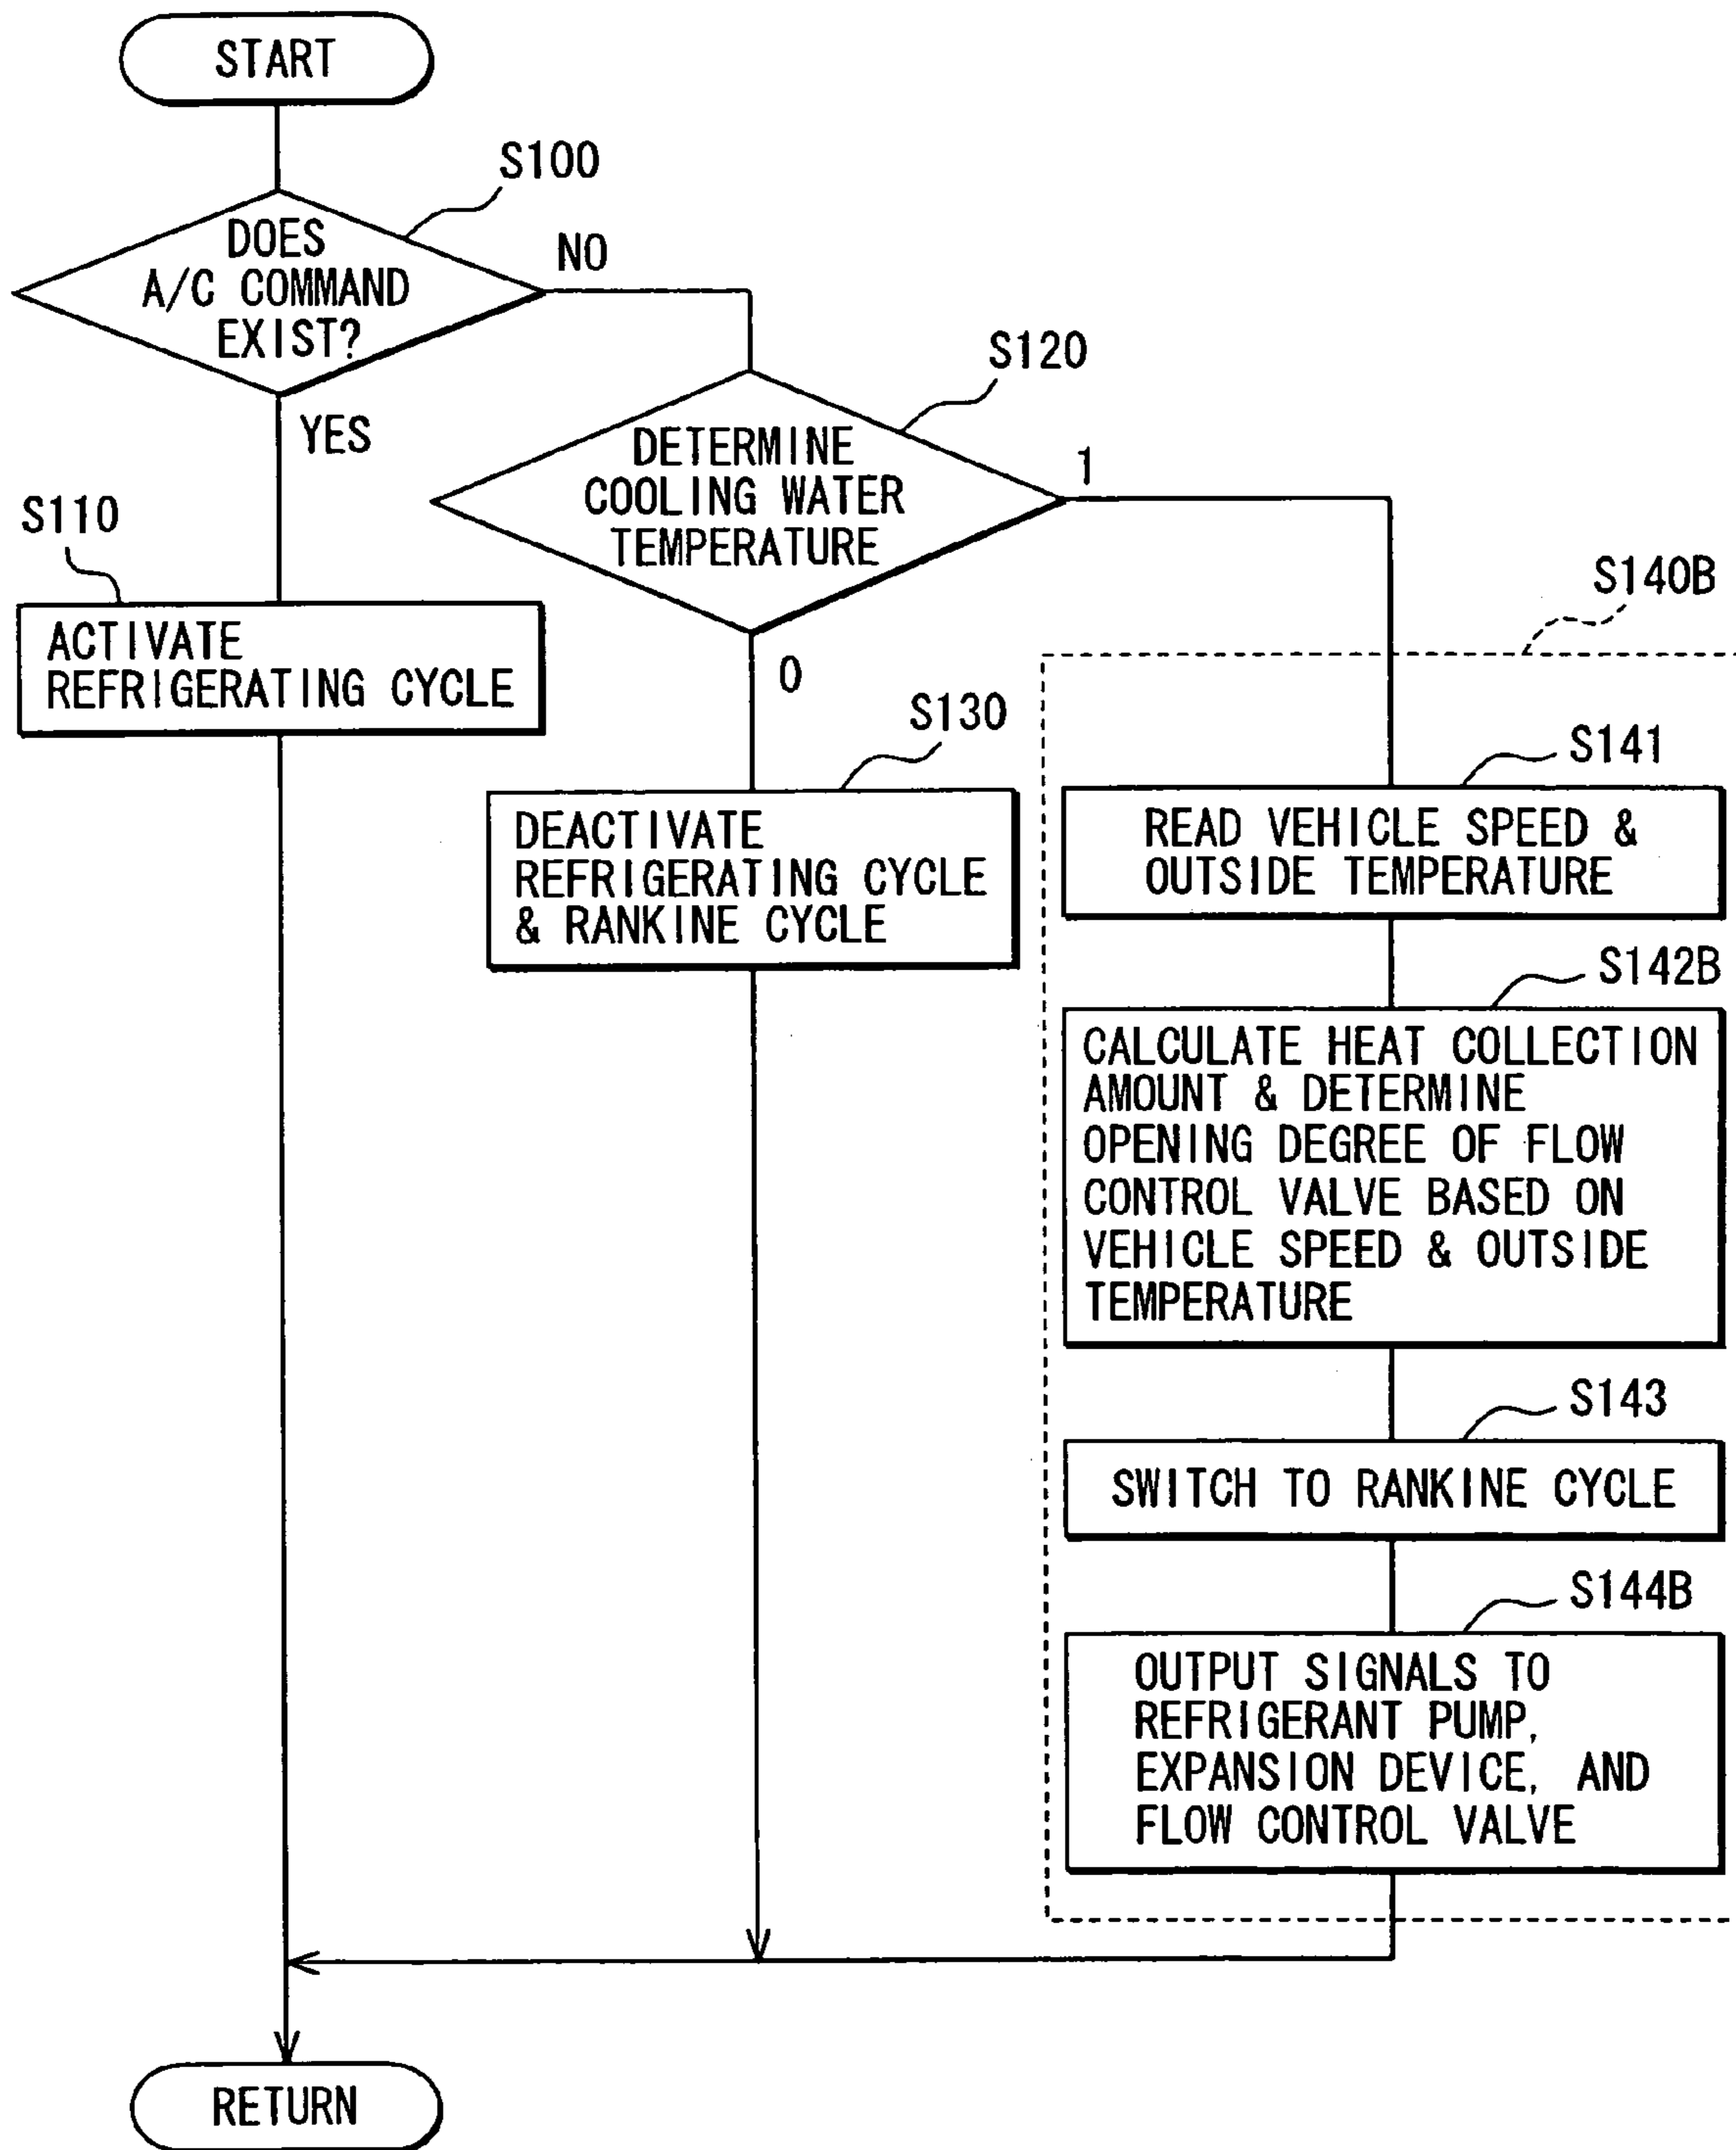 START
S100
DOES
A/C COMMAND
EXIST?
NO
YES
S120
DETERMINE
COOLING WATER
TEMPERATURE
1
0
S110
ACTIVATE
REFRIGERATING CYCLE
S130
DEACTIVATE
REFRIGERATING CYCLE
& RANKINE CYCLE
S140B
S141
READ VEHICLE SPEED &
OUTSIDE TEMPERATURE
S142B
CALCULATE HEAT COLLECTION
AMOUNT & DETERMINE
OPENING DEGREE OF FLOW
CONTROL VALVE BASED ON
VEHICLE SPEED & OUTSIDE
TEMPERATURE
S143
SWITCH TO RANKINE CYCLE
S144B
OUTPUT SIGNALS TO
REFRIGERANT PUMP,
EXPANSION DEVICE, AND
FLOW CONTROL VALVE
RETURN